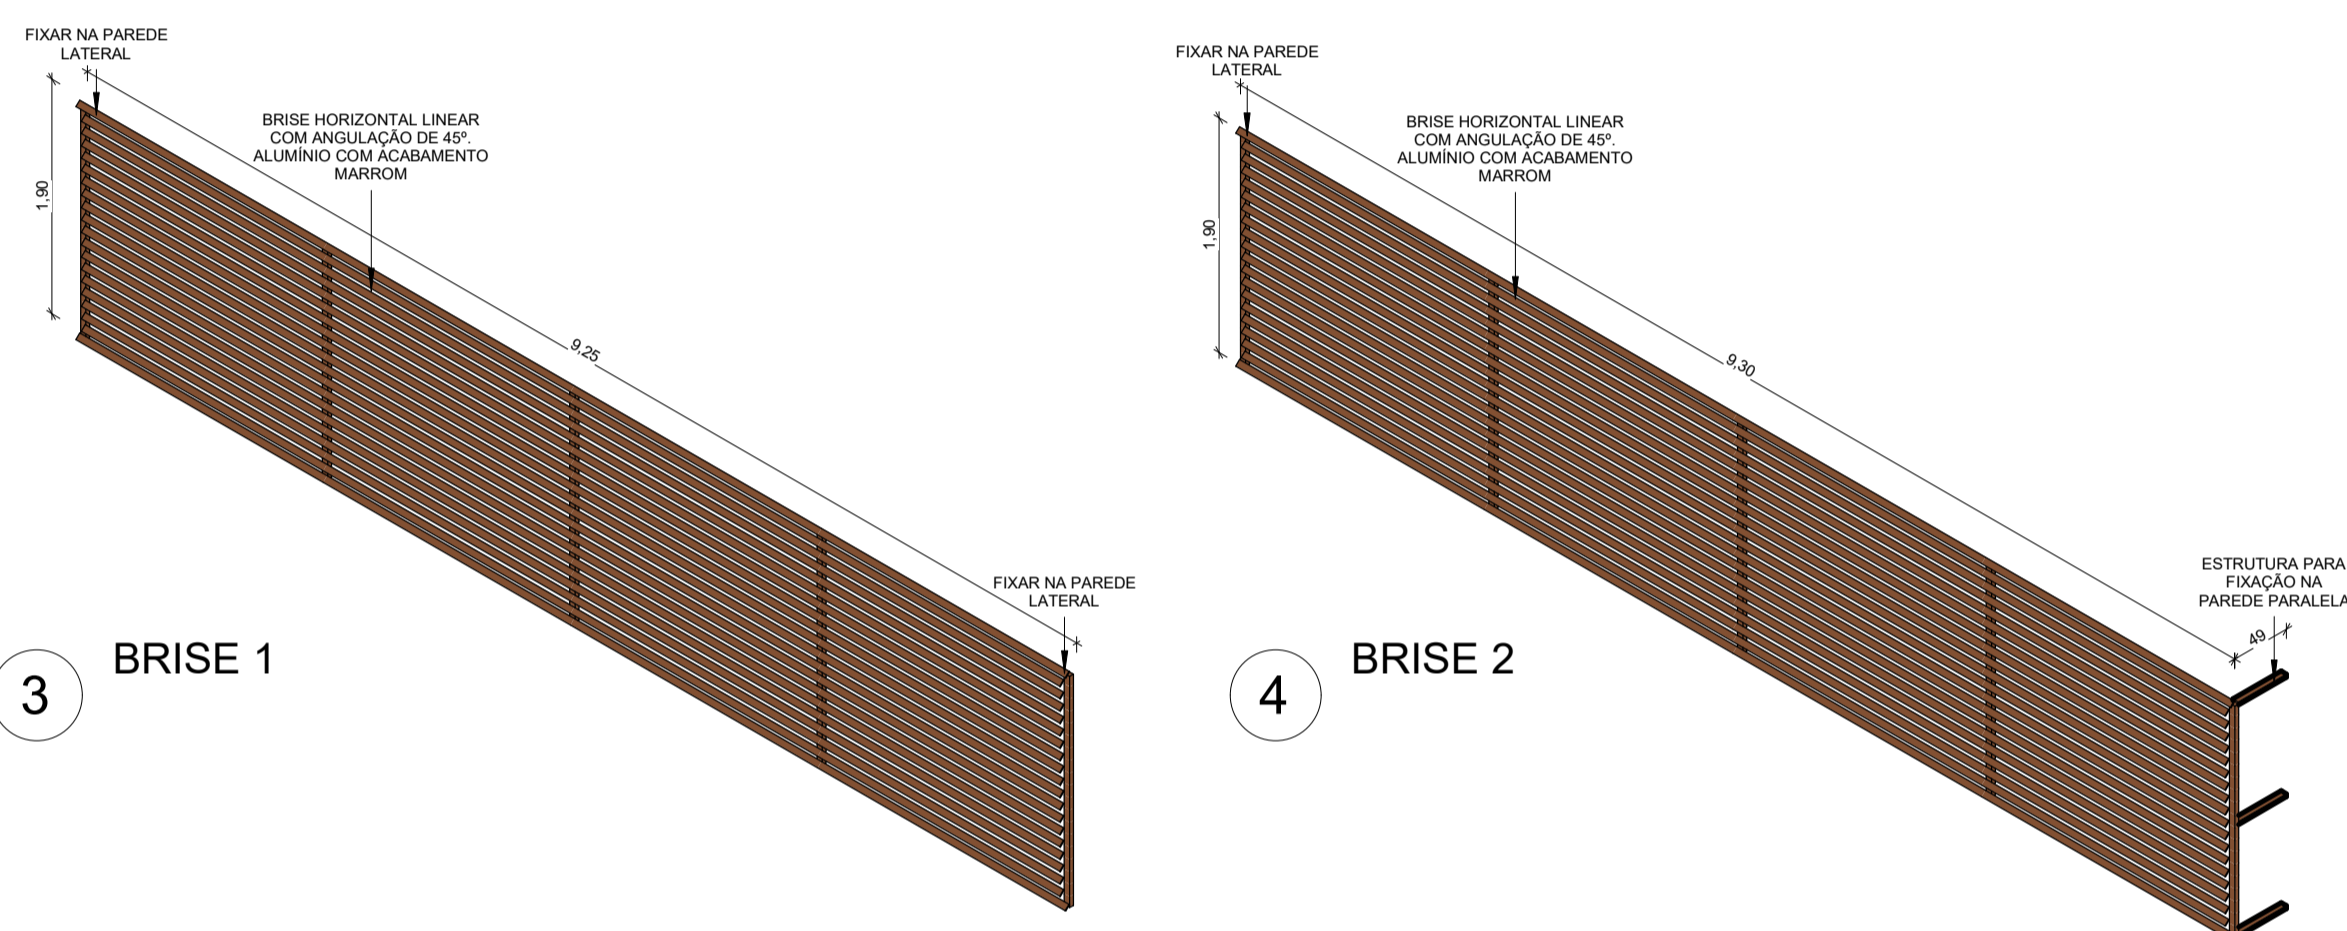 FIXAR NA PAREDE
LATERAL
1,90
BRISE HORIZONTAL LINEAR
COM ANGULAÇÃO DE 45º.
ALUMÍNIO COM ACABAMENTO
MARROM
9,25
FIXAR NA PAREDE
LATERAL
3
BRISE 1
FIXAR NA PAREDE
LATERAL
1,90
BRISE HORIZONTAL LINEAR
COM ANGULAÇÃO DE 45º.
ALUMÍNIO COM ACABAMENTO
MARROM
9,30
ESTRUTURA PARA
FIXAÇÃO NA
PAREDE PARALELA
49
4
BRISE 2